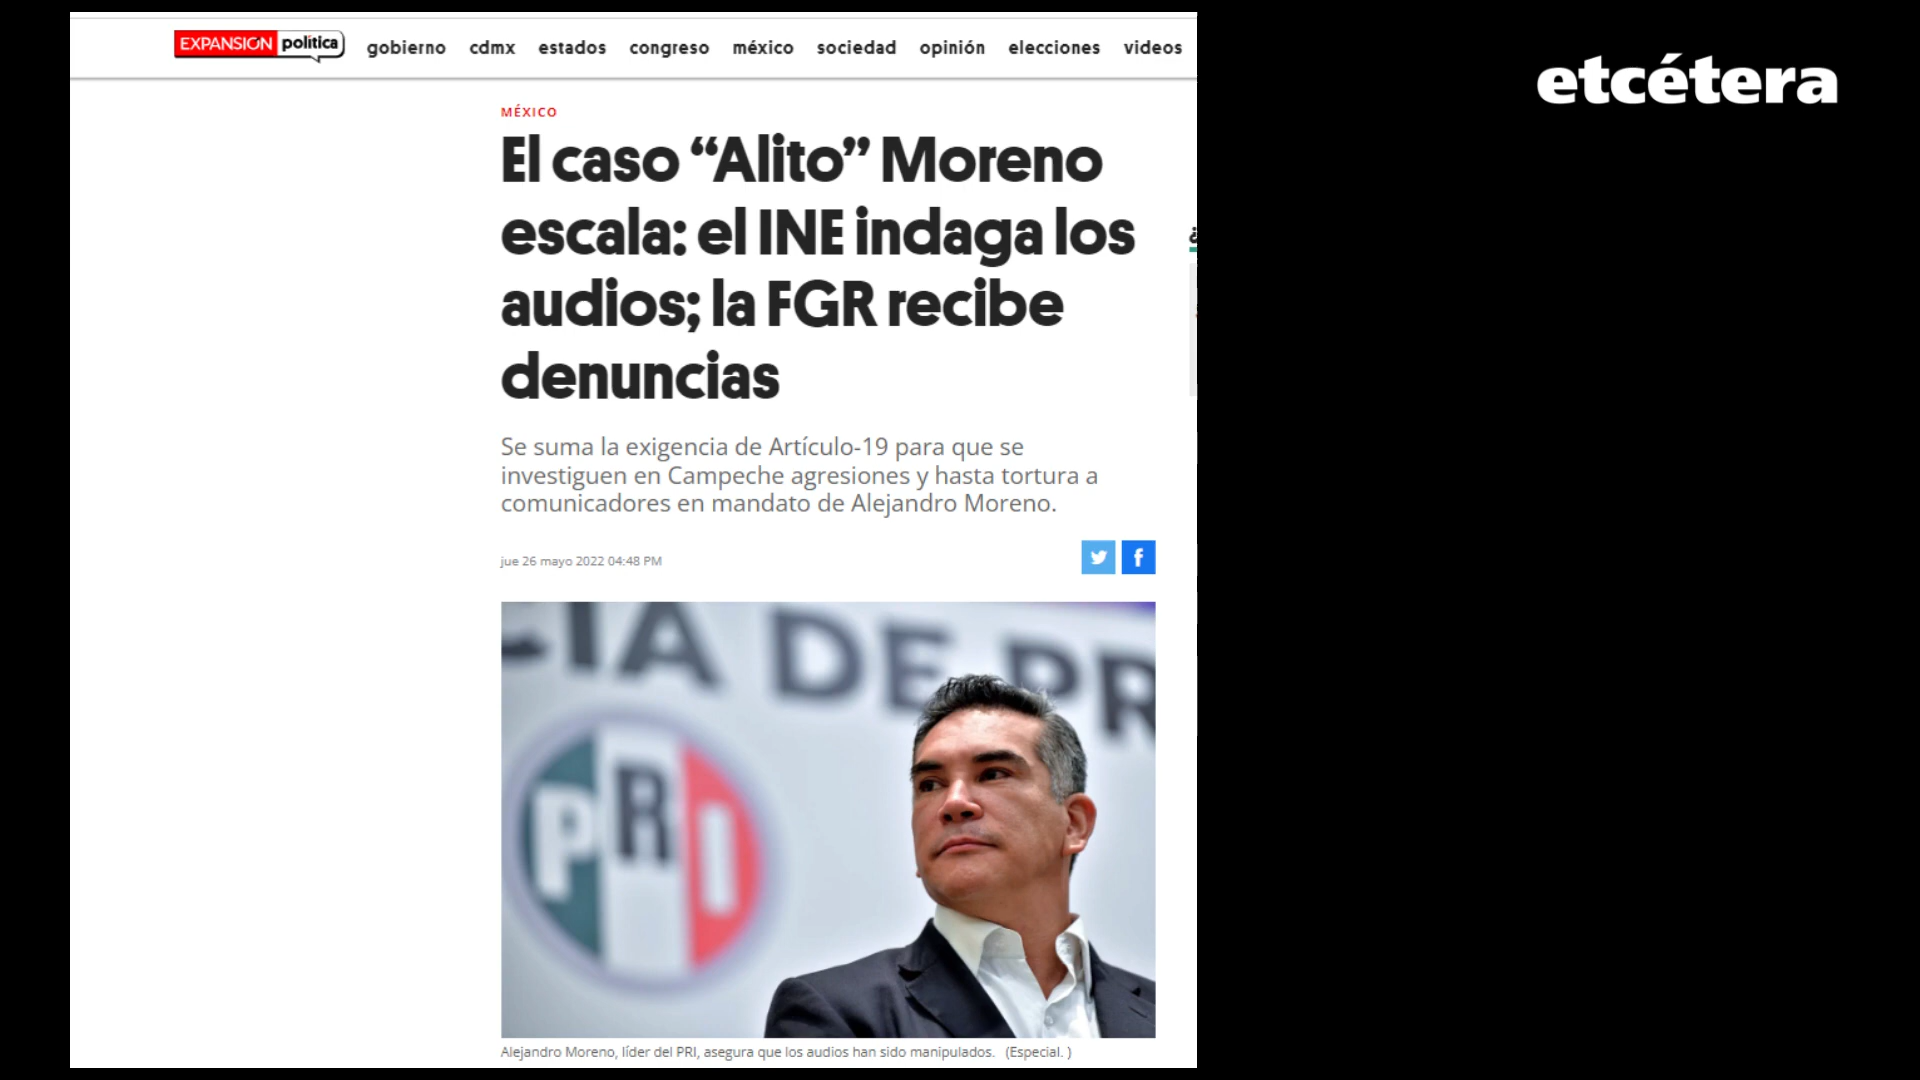 EXPANSIÓN política gobierno cdmx estados congreso méxico sociedad opinión elecciones videos
etcétera
MÉXICO
El caso “Alito” Moreno
escala: el INE indaga los
audios; la FGR recibe
denuncias
Se suma la exigencia de Artículo-19 para que se
investiguen en Campeche agresiones y hasta tortura a
comunicadores en mandato de Alejandro Moreno.
jue 26 mayo 2022 04:48 PM
CIA DE PR
PRI
Alejandro Moreno, líder del PRI, asegura que los audios han sido manipulados. (Especial. )